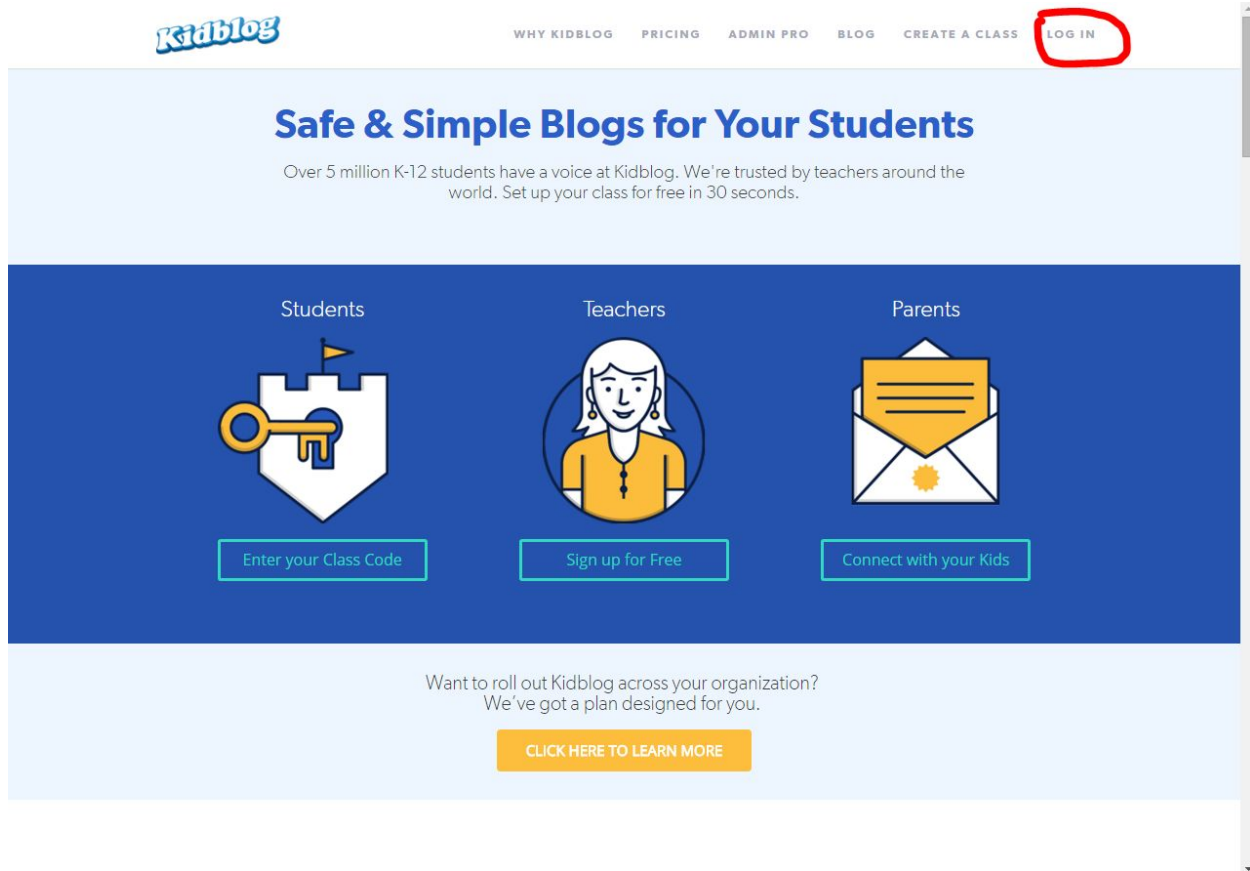 Kidblog
WHY KIDBLOG PRICING ADMIN PRO BLOG CREATE A CLASS LOG IN
Safe & Simple Blogs for Your Students
Over 5 million K-12 students have a voice at Kidblog. We're trusted by teachers around the
world. Set up your class for free in 30 seconds.
Students
Teachers
Parents
Enter your Class Code
Sign up for Free
Connect with your Kids
Want to roll out Kidblog across your organization?
We've got a plan designed for you.
CLICK HERE TO LEARN MORE